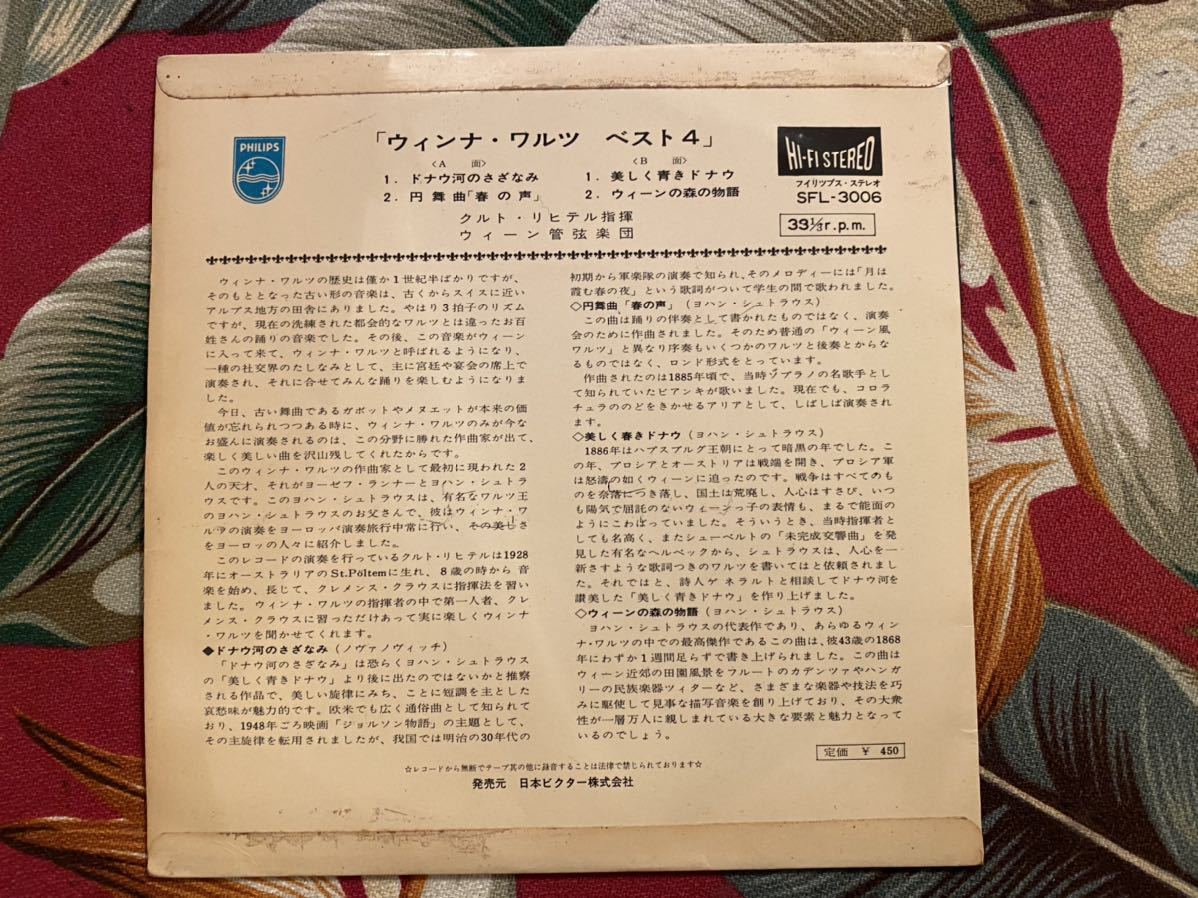 PHILIPS
「ウィンナ・ワルツ ベスト4」
〈A 面〉
1. ドナウ河のさざなみ
2. 円舞曲「春の声」
〈B 面〉
1. 美しく青きドナウ
2. ウィーンの森の物語
クルト・リヒテル指揮
ウィーン管弦楽団
HI-FI STEREO
フイリツプス・ステレオ
SFL-3006
33⅓r.p.m.
ウィンナ・ワルツの歴史は僅か1世紀半ばかりですが、
そのもととなった古い形の音楽は、古くからスイスに近い
アルプス地方の田舎にありました。やはり3拍子のリズム
ですが、現在の洗練された都会的なワルツとは違ったお百
姓さんの踊りの音楽でした。その後、この音楽がウィーン
に入って来て、ウィンナ・ワルツと呼ばれるようになり、
一種の社交界のたしなみとして、主に宮廷や宴会の席上で
演奏され、それに合せてみんな踊りを楽しむようになりま
した。
今日、古い舞曲であるガボットやメヌエットが本来の価
値が忘れられつつある時に、ウィンナ・ワルツのみが今な
お盛んに演奏されるのは、この分野に勝れた作曲家が出て、
楽しく美しい曲を沢山残してくれたからです。
このウィンナ・ワルツの作曲家として最初に現われた2
人の天才、それがヨーゼフ・ランナーとヨハン・シュトラ
ウスです。このヨハン・シュトラウスは、有名なワルツ王
のヨハン・シュトラウスのお父さんで、彼はウィンナ・ワ
ルツの演奏をヨーロッパ演奏旅行中常に行い、その美しさ
をヨーロッの人々に紹介しました。
このレコードの演奏を行っているクルト・リヒテルは1928
年にオーストラリアのSt.Pöltemに生れ、8歳の時から音
楽を始め、長じて、クレメンス・クラウスに指揮法を習い
ました。ウィンナ・ワルツの指揮者の中で第一人者、クレ
メンス・クラウスに習っただけあって実に楽しくウィンナ
・ワルツを聞かせてくれます。
◆ドナウ河のさざなみ(ノヴァノヴィッチ)
「ドナウ河のさざなみ」は恐らくヨハン・シュトラウス
の「美しく青きドナウ」より後に出たのではないかと推察
される作品で、美しい旋律にみち、ことに短調を主とした
哀愁味が魅力的です。欧米でも広く通俗曲として知られて
おり、1948年ごろ映画「ジョルソン物語」の主題として、
その主旋律を転用されましたが、我国では明治の30年代の
初期から軍楽隊の演奏で知られ、そのメロディーには「月は
霞む春の夜」という歌詞がついて学生の間で歌われました。
◇円舞曲「春の声」(ヨハン・シュトラウス)
この曲は踊りの伴奏として書かれたものではなく、演奏
会のために作曲されました。そのため普通の「ウィーン風
ワルツ」と異なり序奏もいくつかのワルツと後奏とからな
るものではなく、ロンド形式をとっています。
作曲されたのは1885年頃で、当時ソプラノの名歌手とし
て知られていたビアンキが歌いました。現在でも、コロラ
チュラののどをきかせるアリアとして、しばしば演奏され
ます。
◇美しく春きドナウ(ヨハン・シュトラウス)
1886年はハプスブルグ王朝にとって暗黒の年でした。こ
の年、プロシアとオーストリアは戦端を開き、プロシア軍
は怒濤の如くウィーンに迫ったのです。戦争はすべてのも
のを奈落につき落し、国土は荒廃し、人心はすさび、いつ
も陽気で屈託のないウェーンっ子の表情も、まるで能面の
ようにこわばっていました。そういうとき、当時指揮者と
しても名高く、またシューベルトの「未完成交響曲」を発
見した有名なヘルベックから、シュトラウスは、人心を一
新さすような歌詞つきのワルツを書いてはと依頼されまし
た。それではと、詩人ゲネラルトと相談してドナウ河を
讃美した「美しく青きドナウ」を作り上げました。
◇ウィーンの森の物語(ヨハン・シュトラウス)
ヨハン・シュトラウスの代表作であり、あらゆるウィン
ナ・ワルツの中での最高傑作であるこの曲は、彼43歳の1868
年にわずか1週間足らずで書き上げられました。この曲は
ウィーン近郊の田園風景をフルートのカデンツァやハンガ
リーの民族楽器ツィターなど、さまざまな楽器や技法を巧
みに駆使して見事な描写音楽を創り上げており、その大衆
性が一層万人に親しまれている大きな要素と魅力となって
いるのでしょう。
定価 ¥ 450
☆レコードから無断でテープ其の他に録音することは法律で禁じられております☆
発売元 日本ビクター株式会社